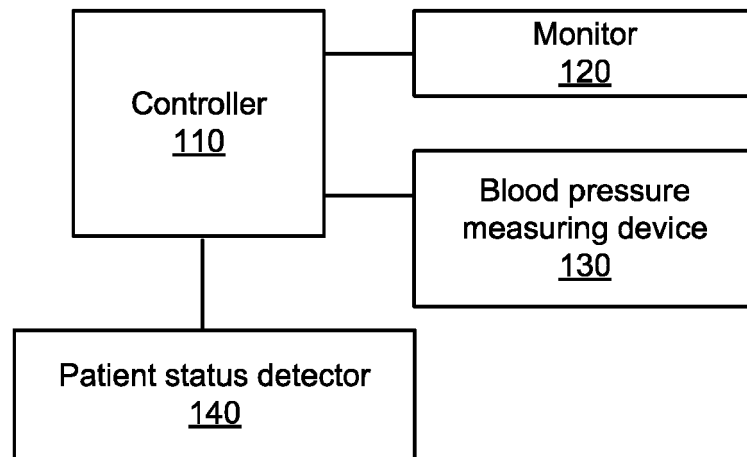 Controller
110
Monitor
120
Blood pressure
measuring device
130
Patient status detector
140